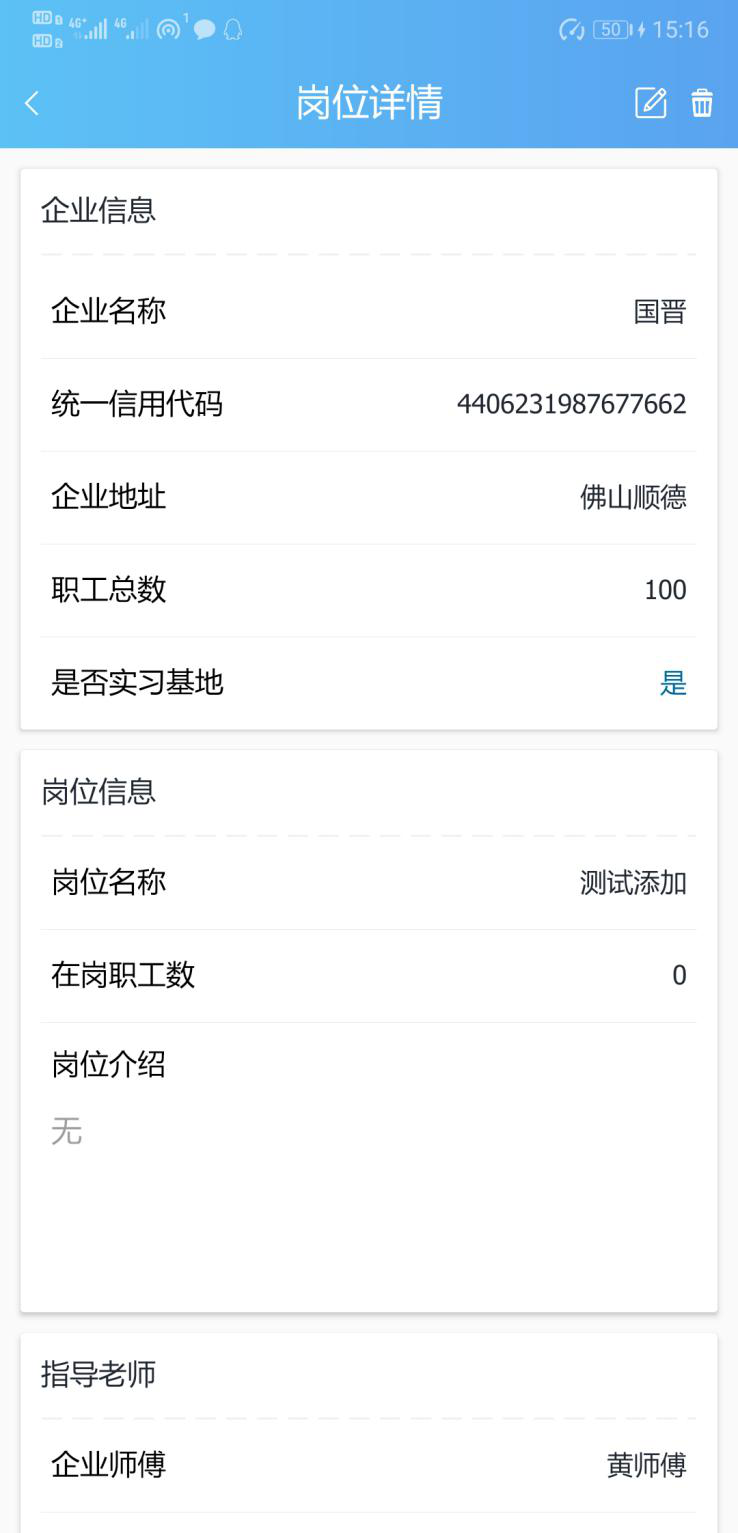 HD 1 4G+ 4G 1 50 15:16
HD 2
岗位详情
企业信息
企业名称 国晋
统一信用代码 4406231987677662
企业地址 佛山顺德
职工总数 100
是否实习基地 是
岗位信息
岗位名称 测试添加
在岗职工数 0
岗位介绍
无
指导老师
企业师傅 黄师傅